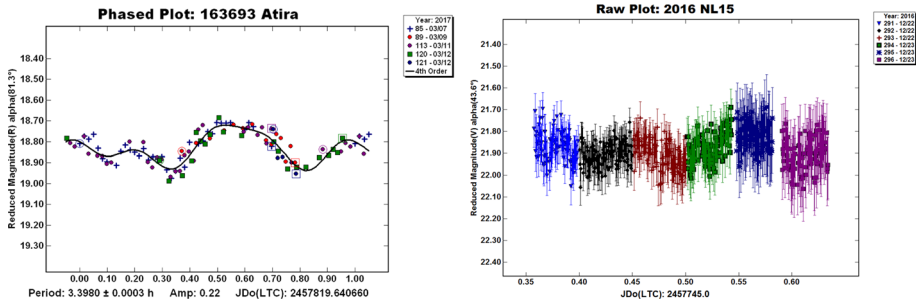 Phased Plot: 163693 Atira
Year: 2017
85 - 03/07
89 - 03/09
113 - 03/11
120 - 03/12
121 - 03/12
4th Order
Reduced Magnitude(R) alpha(81.3°)
18.40
18.50
18.60
18.70
18.80
18.90
19.00
19.10
19.20
19.30
0.00 0.10 0.20 0.30 0.40 0.50 0.60 0.70 0.80 0.90 1.00
Period: 3.3980 ± 0.0003 h Amp: 0.22 JDo(LTC): 2457819.640660
Raw Plot: 2016 NL15
Year: 2016
291 - 12/22
292 - 12/22
293 - 12/22
294 - 12/23
295 - 12/23
296 - 12/23
Reduced Magnitude(V) alpha(43.6°)
21.40
21.50
21.60
21.70
21.80
21.90
22.00
22.10
22.20
22.30
22.40
0.35 0.40 0.45 0.50 0.55 0.60
JDo(LTC): 2457745.0